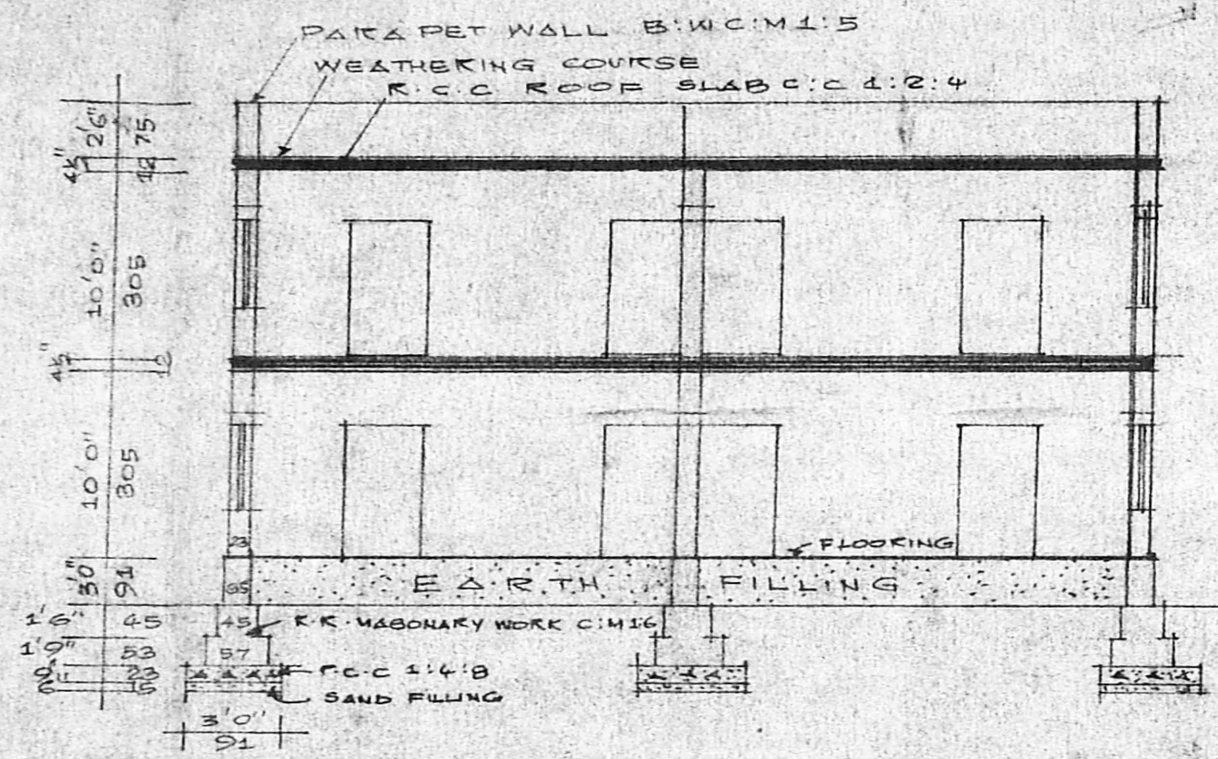 PARAPET WALL B:W C:M 1:5
WEATHERING COURSE
R.C.C ROOF SLAB C:C 1:2:4
2'6" 75
4½" 12
10'0" 305
4½" 12
10'0" 305
23
FLOORING
3'0" 91
35
EARTH FILLING
1'6" 45 45 R.R. MASONARY WORK C:M 1:6
1'9" 53 57
9" 23 P.C.C 1:4:8
6" 15 SAND FILLING
3'0"
91